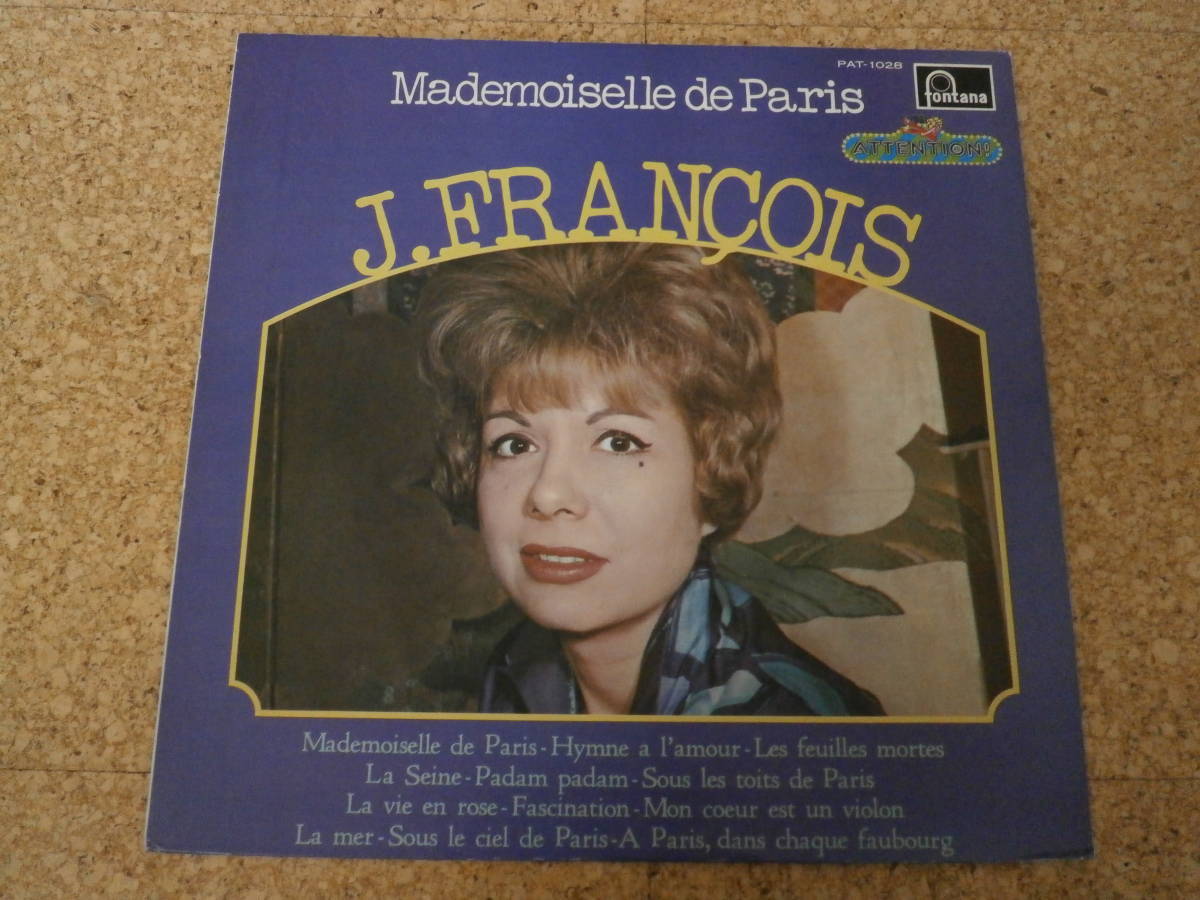 PAT-1028
Mademoiselle de Paris
fontana
ATTENTION!
J.FRANÇOIS
Mademoiselle de Paris-Hymne a l'amour-Les feuilles mortes
La Seine-Padam padam-Sous les toits de Paris
La vie en rose-Fascination-Mon coeur est un violon
La mer-Sous le ciel de Paris-A Paris, dans chaque faubourg